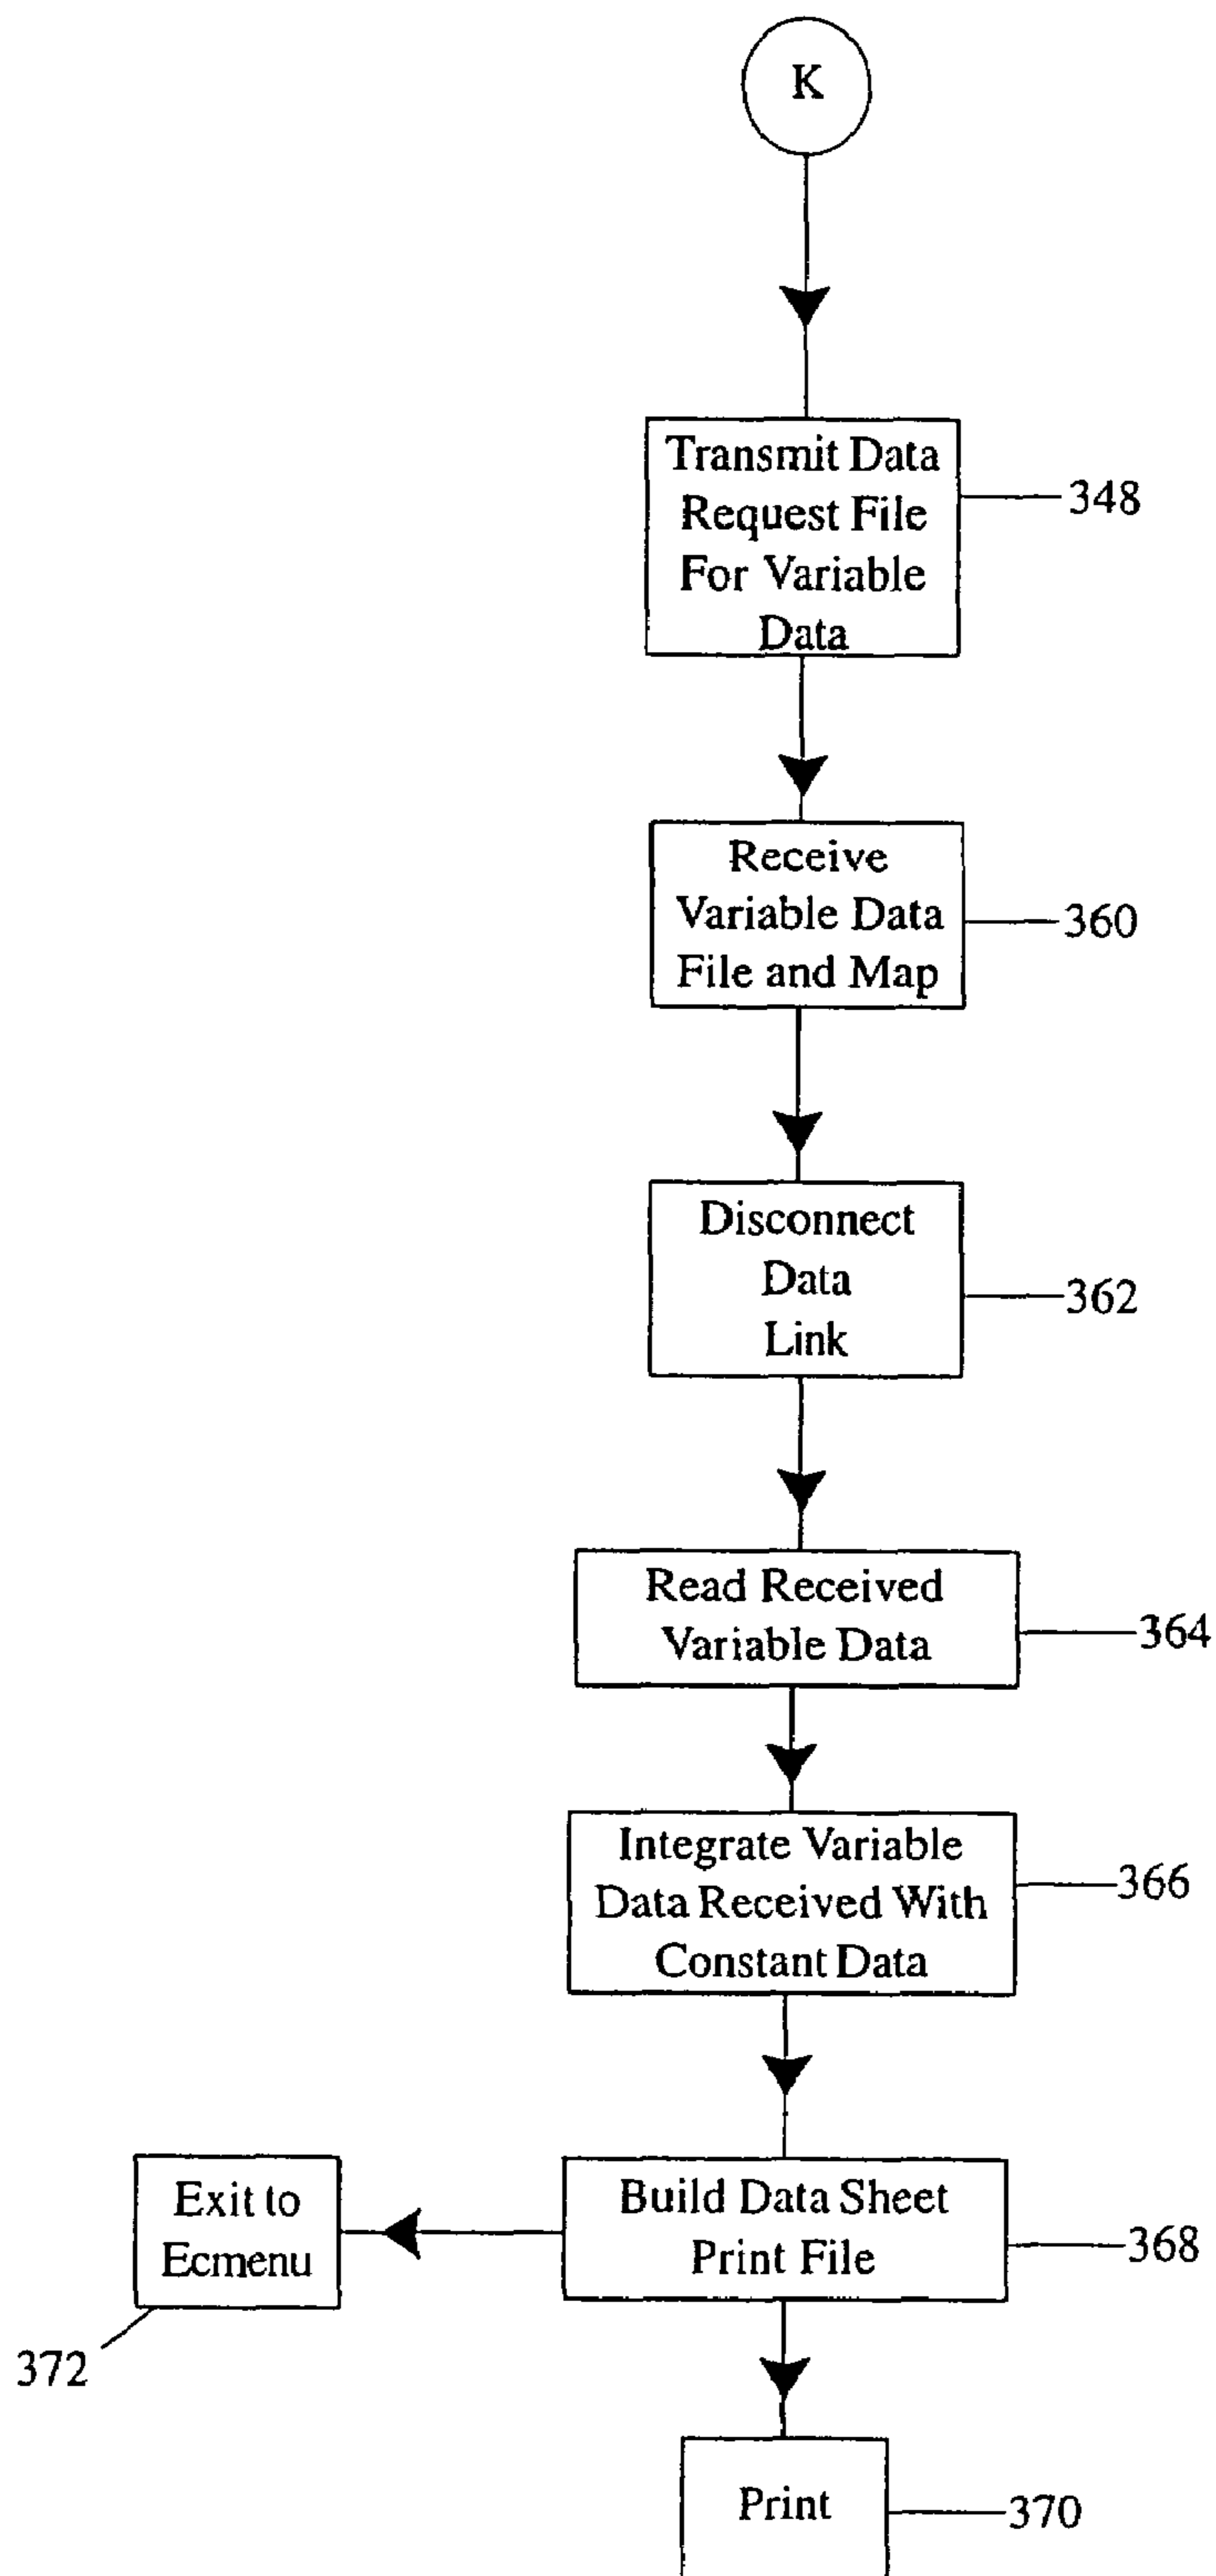 K
Transmit Data
Request File
For Variable
Data
348
Receive
Variable Data
File and Map
360
Disconnect
Data
Link
362
Read Received
Variable Data
364
Integrate Variable
Data Received With
Constant Data
366
Exit to
Ecmenu
372
Build Data Sheet
Print File
368
Print
370